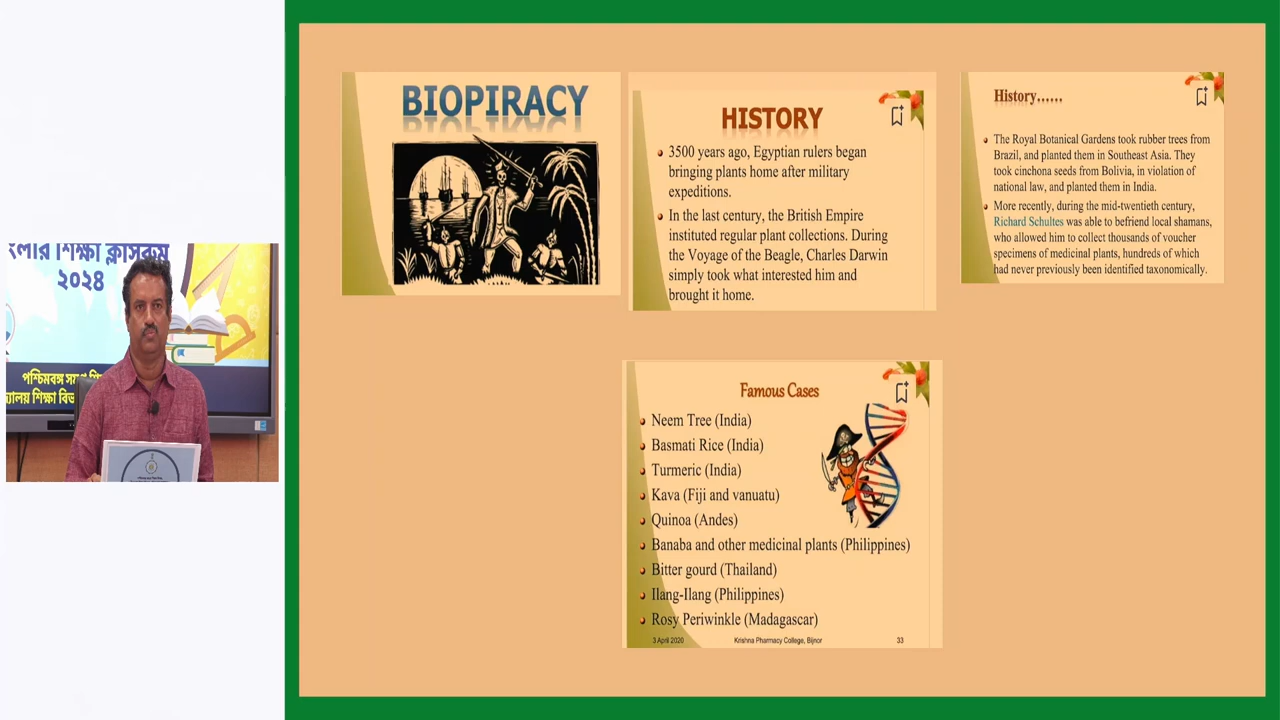 BIOPIRACY
HISTORY
3500 years ago, Egyptian rulers began
bringing plants home after military
expeditions.
In the last century, the British Empire
instituted regular plant collections. During
the Voyage of the Beagle, Charles Darwin
simply took what interested him and
brought it home.
History......
The Royal Botanical Gardens took rubber trees from
Brazil, and planted them in Southeast Asia. They
took cinchona seeds from Bolivia, in violation of
national law, and planted them in India.
More recently, during the mid-twentieth century,
Richard Schultes was able to befriend local shamans,
who allowed him to collect thousands of voucher
specimens of medicinal plants, hundreds of which
had never previously been identified taxonomically.
শিক্ষা ক্লাসরুম
২০২৪
পশ্চিমবঙ্গ
শিক্ষা
Famous Cases
Neem Tree (India)
Basmati Rice (India)
Turmeric (India)
Kava (Fiji and vanuatu)
Quinoa (Andes)
Banaba and other medicinal plants (Philippines)
Bitter gourd (Thailand)
Ilang-Ilang (Philippines)
Rosy Periwinkle (Madagascar)
3 April 2020
Krishna Pharmacy College, Bijnor
33